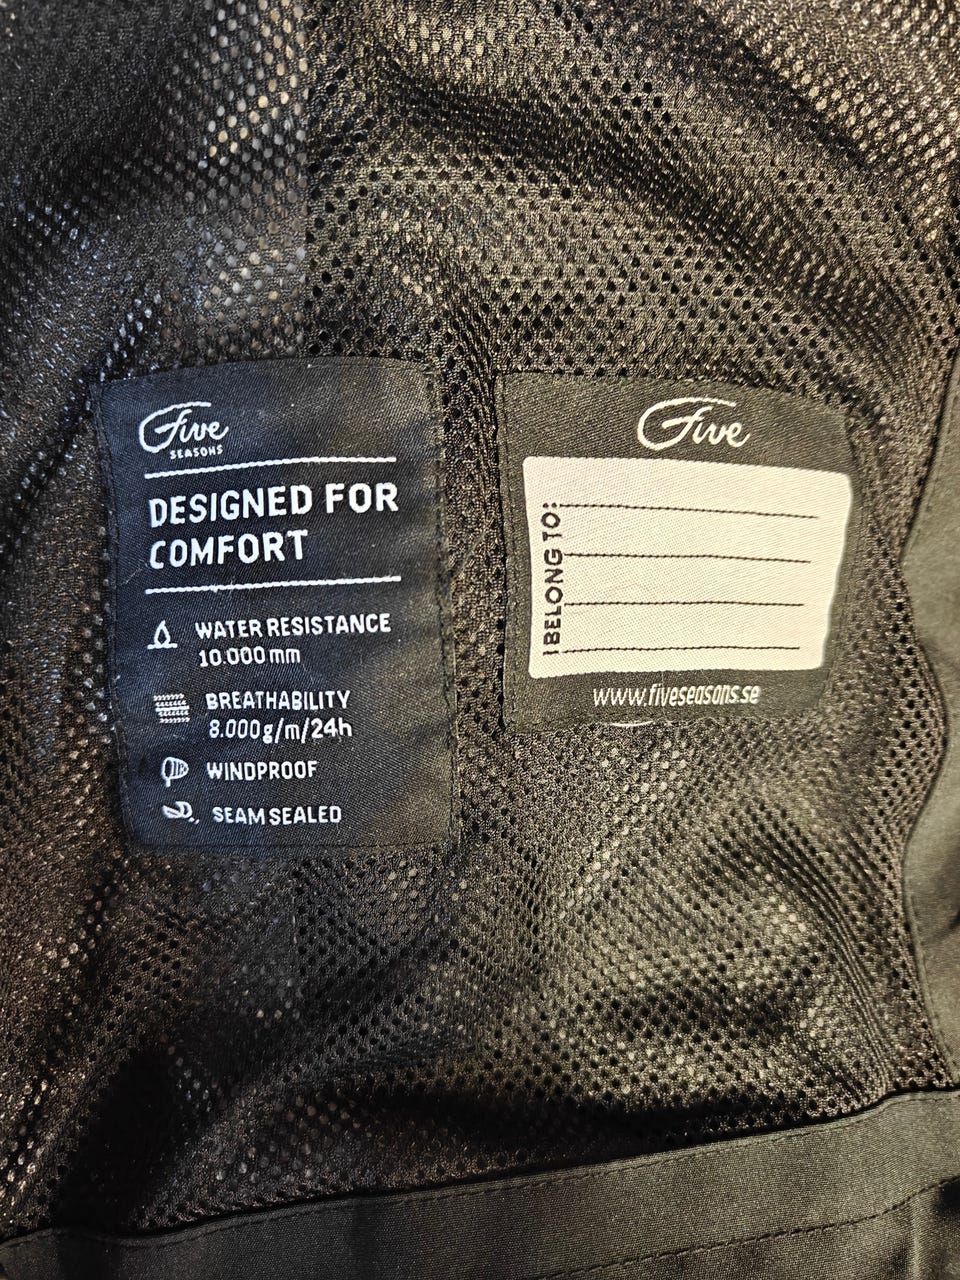 Five
SEASONS
DESIGNED FOR
COMFORT
WATER RESISTANCE
10.000 mm
BREATHABILITY
8.000g/m/24h
WINDPROOF
SEAM SEALED
Five
I BELONG TO:
www.fiveseasons.se